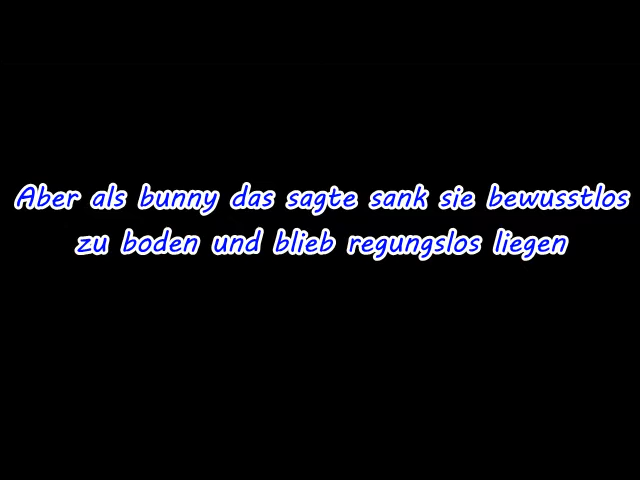 Aber als bunny das sagte sank sie bewusstlos
zu boden und blieb regungslos liegen